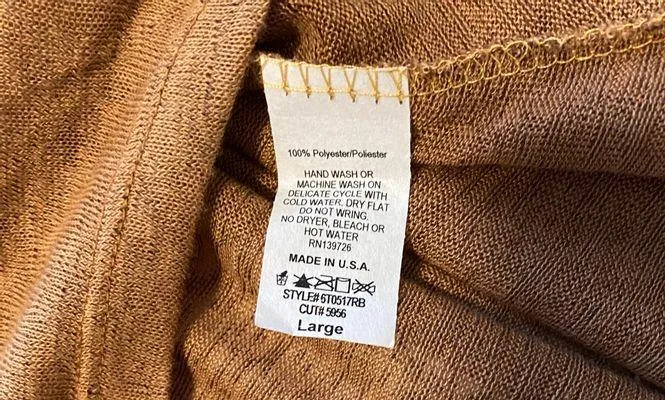 100% Polyester/Poliester
HAND WASH OR
MACHINE WASH ON
DELICATE CYCLE WITH
COLD WATER. DRY FLAT
DO NOT WRING.
NO DRYER, BLEACH OR
HOT WATER
RN139726
MADE IN U.S.A.
STYLE# 6T0517RB
CUT# 5956
Large